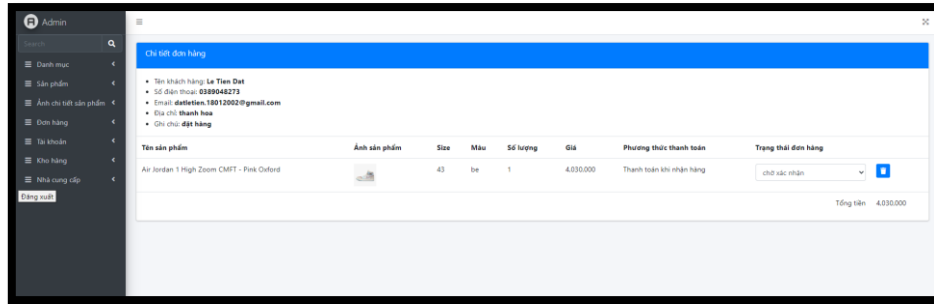 Admin
Search
Danh mục
Sản phẩm
Ảnh chi tiết sản phẩm
Đơn hàng
Tài khoản
Kho hàng
Nhà cung cấp
Đăng xuất
Chi tiết đơn hàng
Tên khách hàng: Le Tien Dat
Số điện thoại: 0389048273
Email: datletien.18012002@gmail.com
Địa chỉ: thanh hoa
Ghi chú: đặt hàng
Tên sản phẩm Ảnh sản phẩm Size Màu Số lượng Giá Phương thức thanh toán Trạng thái đơn hàng
Air Jordan 1 High Zoom CMFT - Pink Oxford 43 be 1 4.030.000 Thanh toán khi nhận hàng chờ xác nhận
Tổng tiền 4.030.000